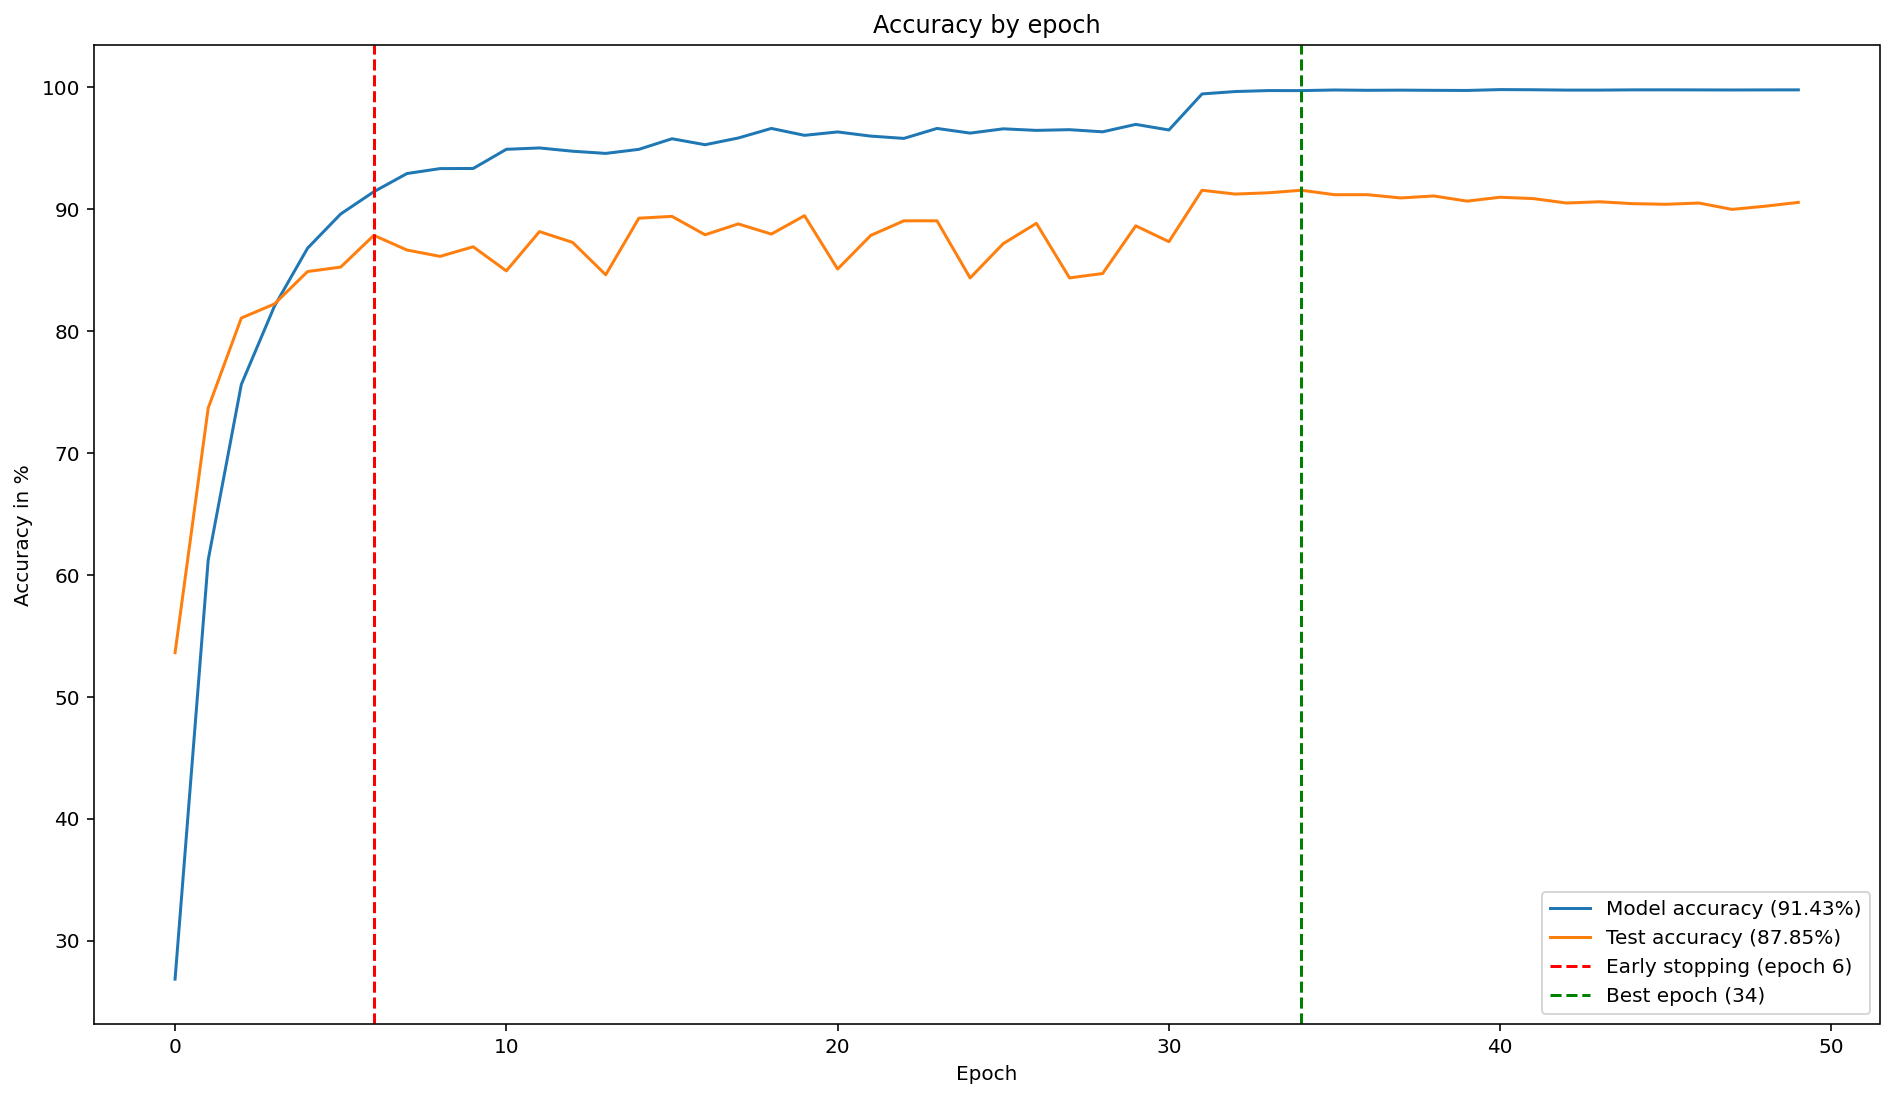 Accuracy by epoch
100
90
80
70
60
50
40
30
Accuracy in %
0 10 20 30 40 50
Epoch
Model accuracy (91.43%)
Test accuracy (87.85%)
Early stopping (epoch 6)
Best epoch (34)